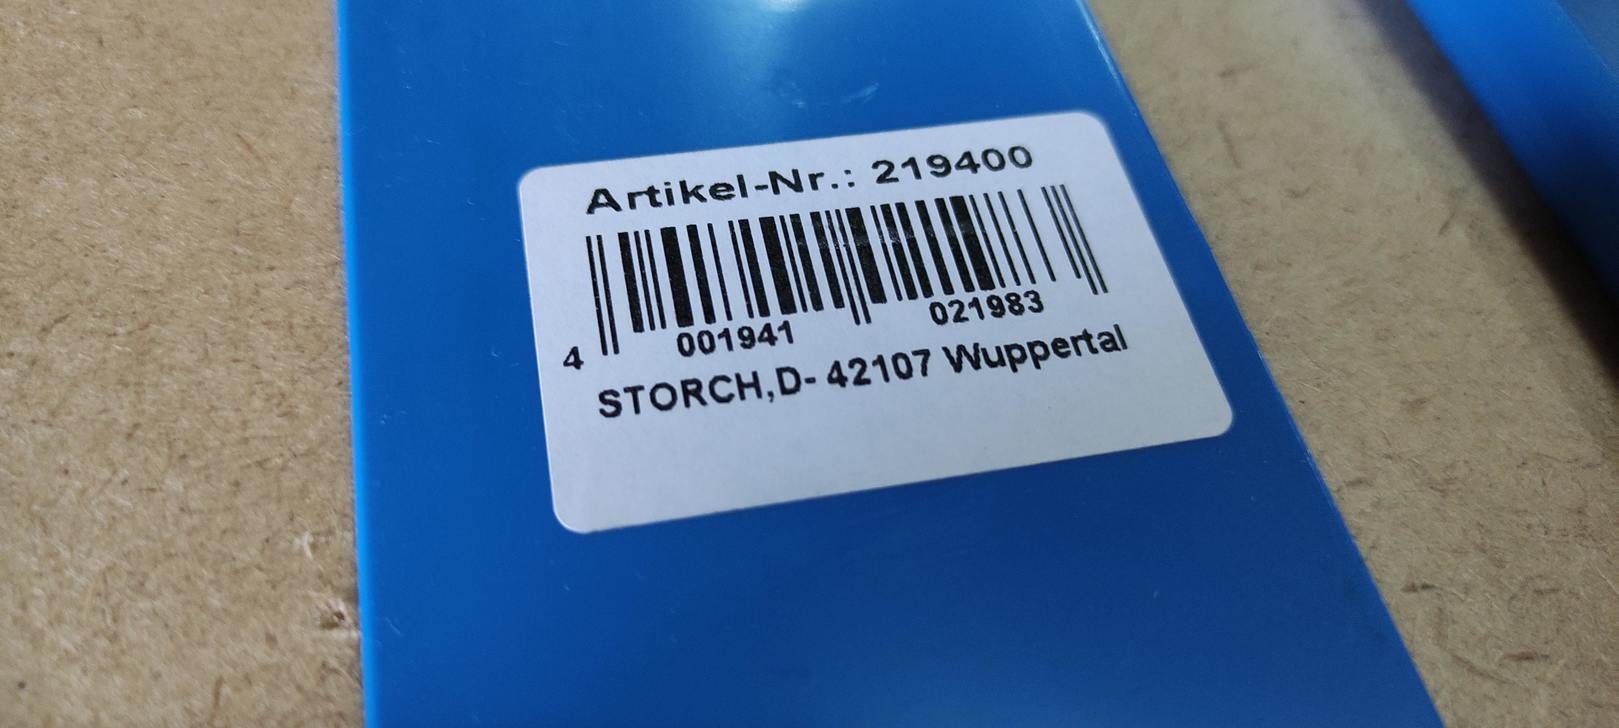 Artikel-Nr.: 219400
4 001941 021983
STORCH,D- 42107 Wuppertal